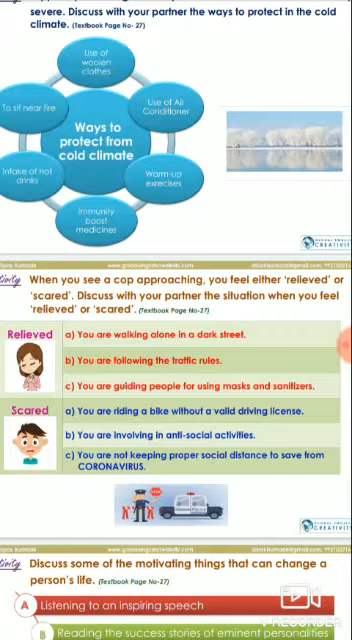 severe. Discuss with your partner the ways to protect in the cold
climate. (Textbook Page No- 27)
Use of
woolen
clothes
To sit near fire
Use of Air
Conditioner
Ways to
protect from
cold climate
Intake of hot
drinks
Warm-up
exrecises
Immunity
boost
medicines
When you see a cop approaching, you feel either 'relieved' or
'scared'. Discuss with your partner the situation when you feel
'relieved' or 'scared'. (Textbook Page No-27)
Relieved
a) You are walking alone in a dark street.
b) You are following the traffic rules.
c) You are guiding people for using masks and sanitizers.
Scared
a) You are riding a bike without a valid driving license.
b) You are involving in anti-social activities.
c) You are not keeping proper social distance to save from
CORONAVIRUS.
Discuss some of the motivating things that can change a
person's life. (Textbook Page No-27)
A Listening to an inspiring speech
B Reading the success stories of eminent personalities
RECORDER